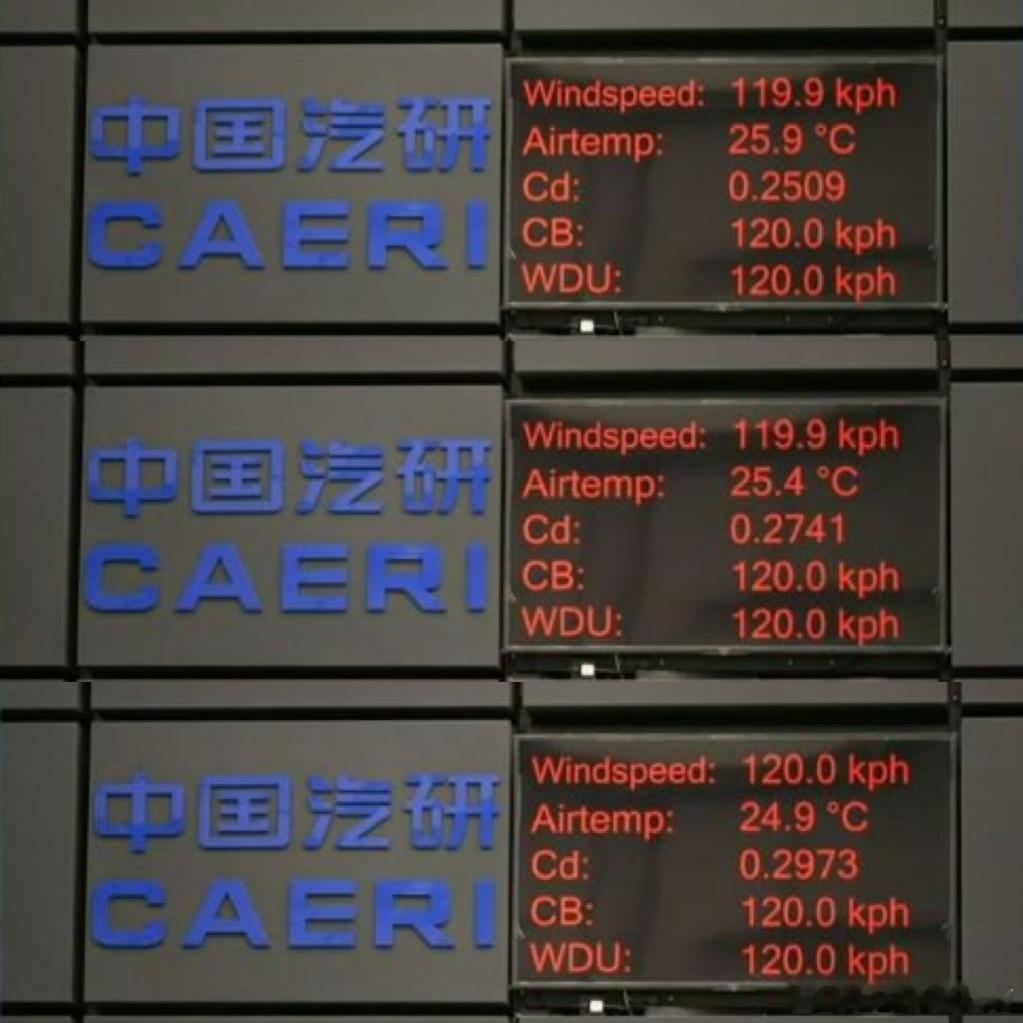 中国汽研
CAERI
Windspeed: 119.9 kph
Airtemp: 25.9 °C
Cd: 0.2509
CB: 120.0 kph
WDU: 120.0 kph
中国汽研
CAERI
Windspeed: 119.9 kph
Airtemp: 25.4 °C
Cd: 0.2741
CB: 120.0 kph
WDU: 120.0 kph
中国汽研
CAERI
Windspeed: 120.0 kph
Airtemp: 24.9 °C
Cd: 0.2973
CB: 120.0 kph
WDU: 120.0 kph